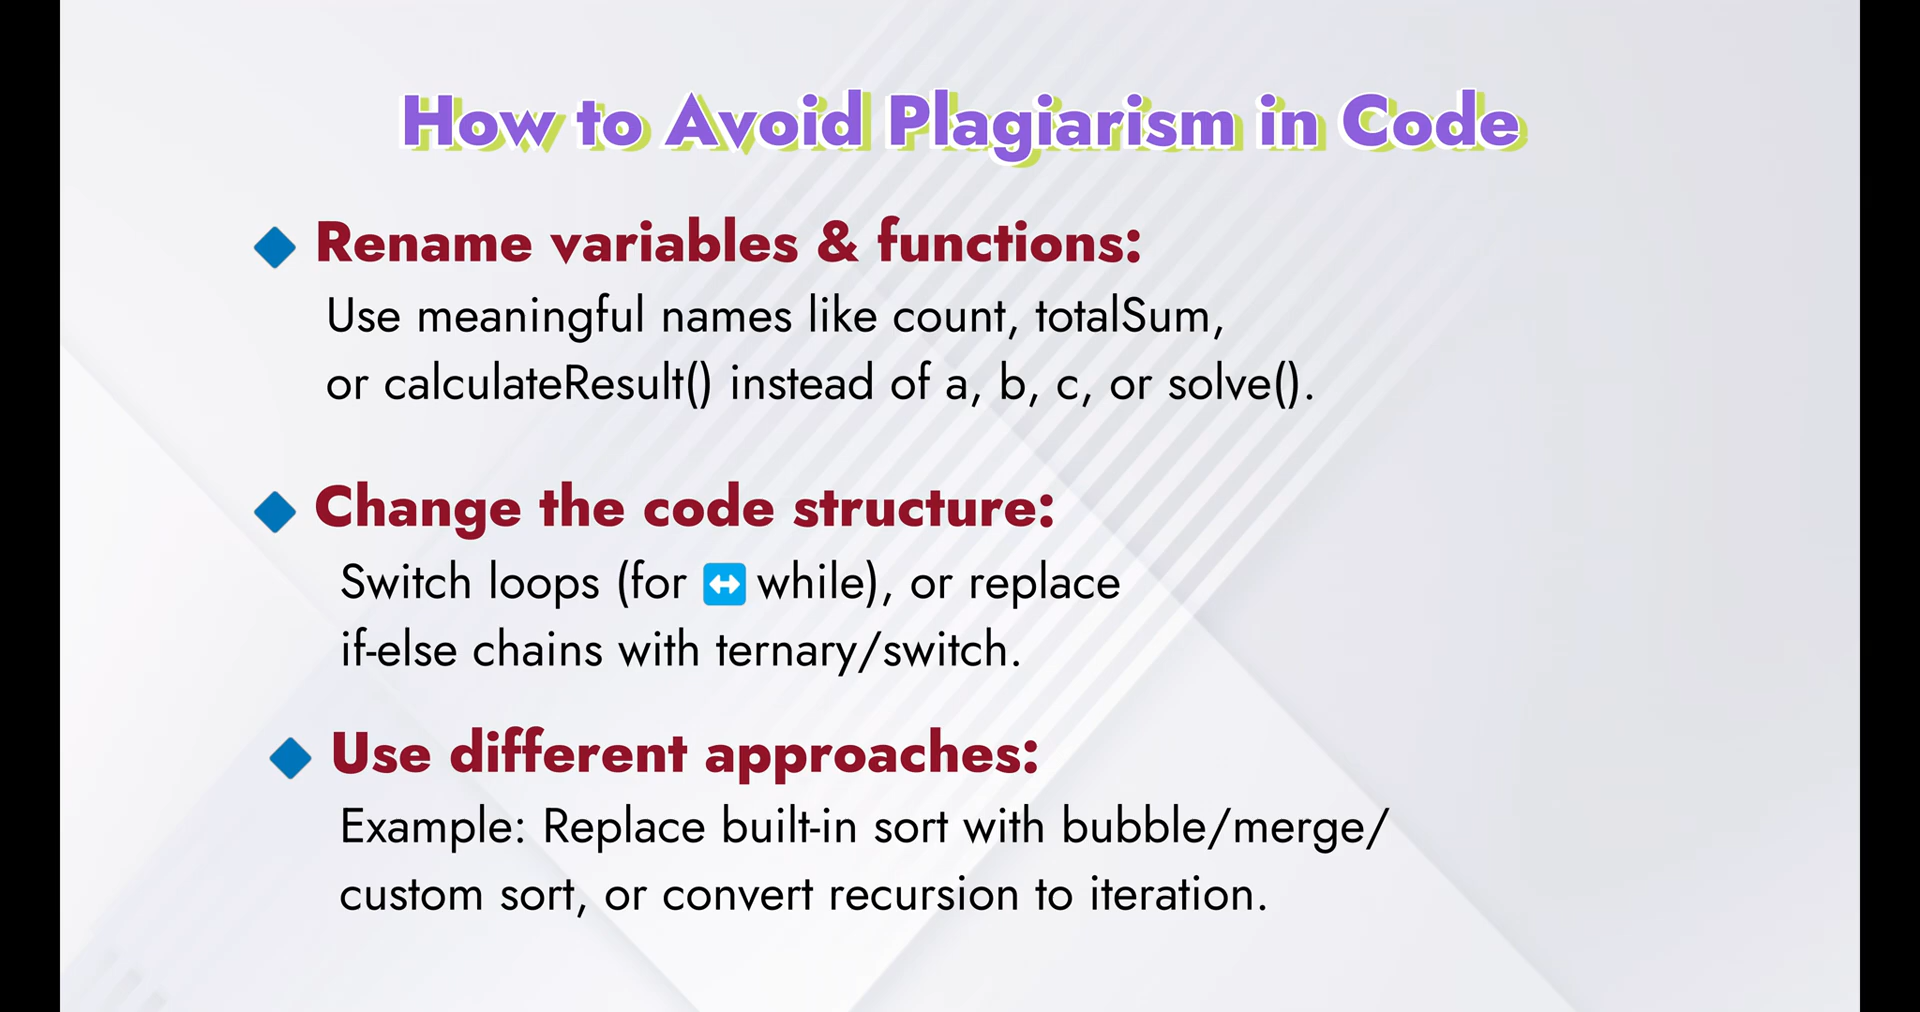 How to Avoid Plagiarism in Code
Rename variables & functions:
Use meaningful names like count, totalSum,
or calculateResult() instead of a, b, c, or solve().
Change the code structure:
Switch loops (for ↔️ while), or replace
if-else chains with ternary/switch.
Use different approaches:
Example: Replace built-in sort with bubble/merge/
custom sort, or convert recursion to iteration.